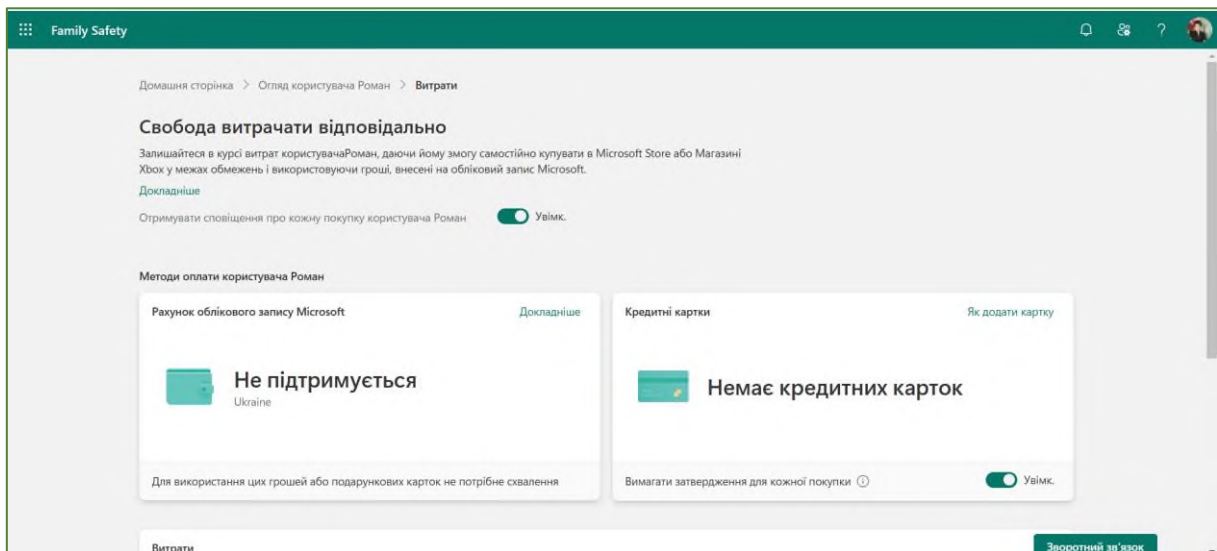 Family Safety
?
Домашня сторінка > Огляд користувача Роман > Витрати
Свобода витрачати відповідально
Залишайтеся в курсі витрат користувачаРоман, даючи йому змогу самостійно купувати в Microsoft Store або Магазині
Xbox у межах обмежень і використовуючи гроші, внесені на обліковий запис Microsoft.
Докладніше
Отримувати сповіщення про кожну покупку користувача Роман Увімк.
Методи оплати користувача Роман
Рахунок облікового запису Microsoft Докладніше
Кредитні картки Як додати картку
Не підтримується
Ukraine
Немає кредитних карток
Для використання цих грошей або подарункових карток не потрібне схвалення
Вимагати затвердження для кожної покупки Увімк.
Витрати
Зворотний зв'язок